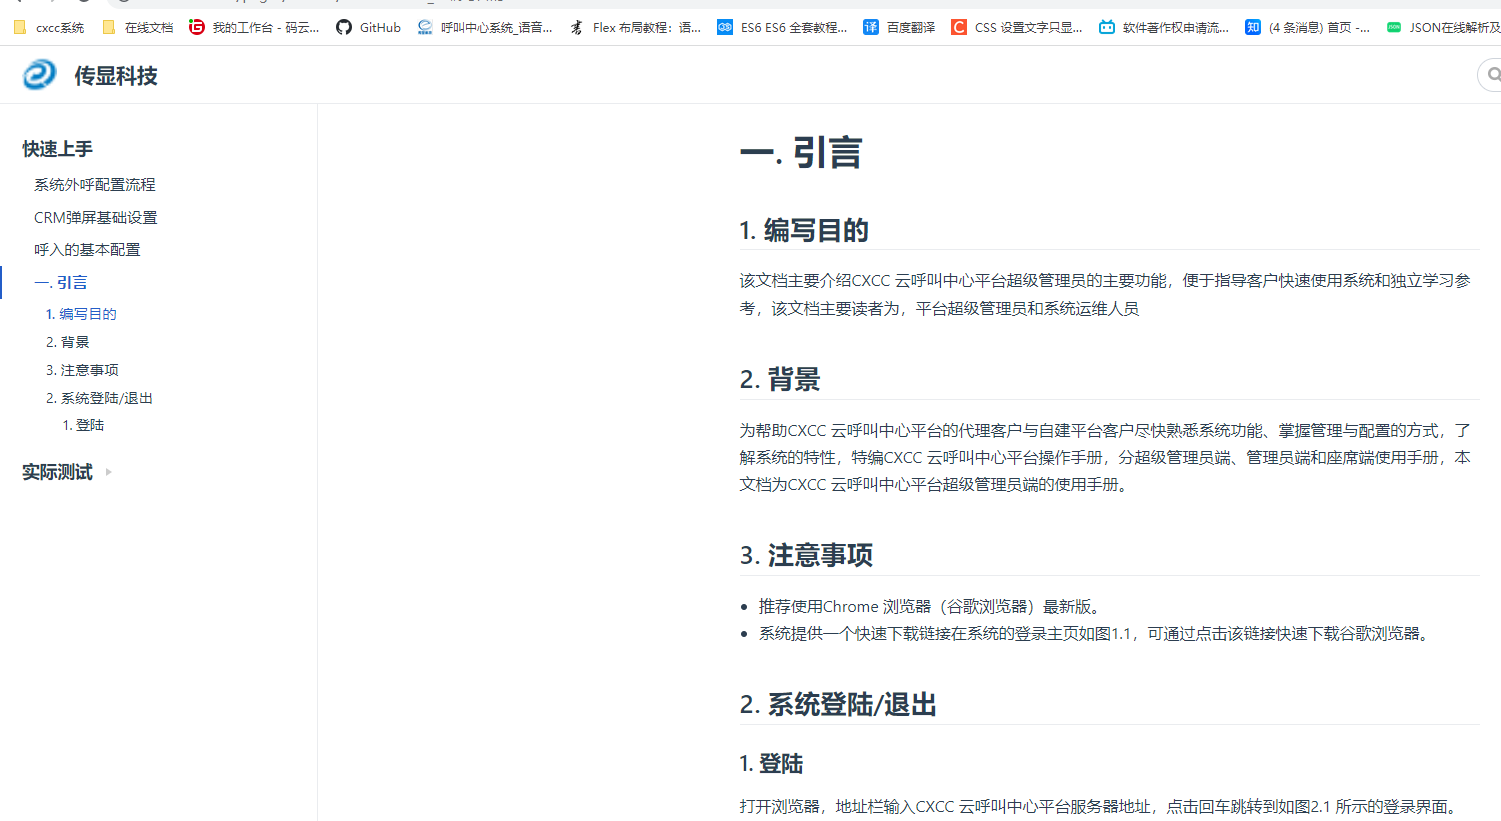 cxcc系统 在线文档 我的工作台 - 码云... GitHub 呼叫中心系统_语音... Flex 布局教程：语... ES6 ES6 全套教程... 百度翻译 CSS 设置文字只显... 软件著作权申请流... (4 条消息) 首页 -... JSON在线解析及
传显科技
快速上手
系统外呼配置流程
CRM弹屏基础设置
呼入的基本配置
一. 引言
1. 编写目的
2. 背景
3. 注意事项
2. 系统登陆/退出
1. 登陆
实际测试
一. 引言
1. 编写目的
该文档主要介绍CXCC 云呼叫中心平台超级管理员的主要功能，便于指导客户快速使用系统和独立学习参
考，该文档主要读者为，平台超级管理员和系统运维人员
2. 背景
为帮助CXCC 云呼叫中心平台的代理客户与自建平台客户尽快熟悉系统功能、掌握管理与配置的方式，了
解系统的特性，特编CXCC 云呼叫中心平台操作手册，分超级管理员端、管理员端和座席端使用手册，本
文档为CXCC 云呼叫中心平台超级管理员端的使用手册。
3. 注意事项
• 推荐使用Chrome 浏览器（谷歌浏览器）最新版。
• 系统提供一个快速下载链接在系统的登录主页如图1.1，可通过点击该链接快速下载谷歌浏览器。
2. 系统登陆/退出
1. 登陆
打开浏览器，地址栏输入CXCC 云呼叫中心平台服务器地址，点击回车跳转到如图2.1 所示的登录界面。